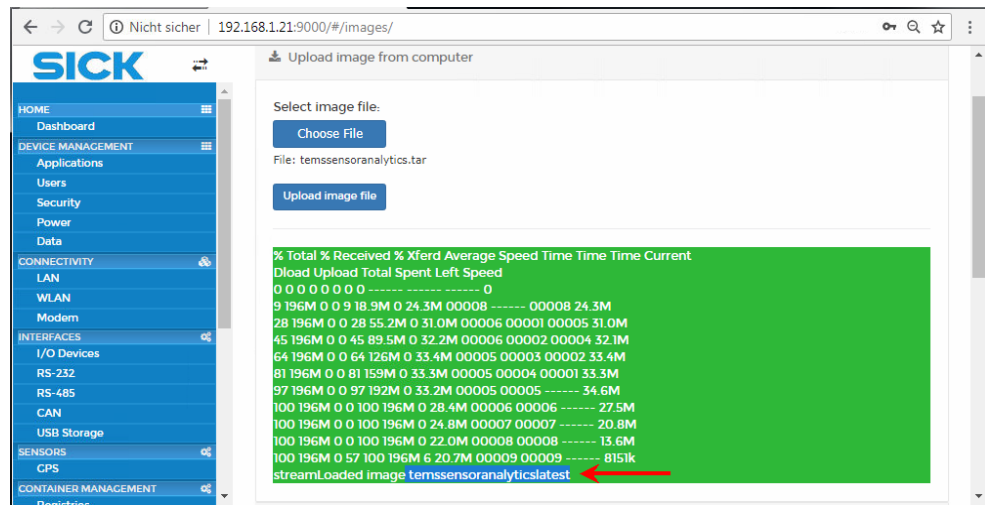 Nicht sicher | 192.168.1.21:9000/#/images/
SICK
HOME
Dashboard
DEVICE MANAGEMENT
Applications
Users
Security
Power
Data
CONNECTIVITY
LAN
WLAN
Modem
INTERFACES
I/O Devices
RS-232
RS-485
CAN
USB Storage
SENSORS
GPS
CONTAINER MANAGEMENT
Registries
Upload image from computer
Select image file:
Choose File
File: temssensoranalytics.tar
Upload image file
% Total % Received % Xferd Average Speed Time Time Time Current
Dload Upload Total Spent Left Speed
0 0 0 0 0 0 0 0 ------ ------ ------ 0
9 196M 0 0 9 18.9M 0 24.3M 00008 ------ 00008 24.3M
28 196M 0 0 28 55.2M 0 31.0M 00006 00001 00005 31.0M
45 196M 0 0 45 89.5M 0 32.2M 00006 00002 00004 32.1M
64 196M 0 0 64 126M 0 33.4M 00005 00003 00002 33.4M
81 196M 0 0 81 159M 0 33.3M 00005 00004 00001 33.3M
97 196M 0 0 97 192M 0 33.2M 00005 00005 ------ 34.6M
100 196M 0 0 100 196M 0 28.4M 00006 00006 ------ 27.5M
100 196M 0 0 100 196M 0 24.8M 00007 00007 ------ 20.8M
100 196M 0 0 100 196M 0 22.0M 00008 00008 ------ 13.6M
100 196M 0 57 100 196M 6 20.7M 00009 00009 ------ 8151k
streamLoaded image temssensoranalyticslatest